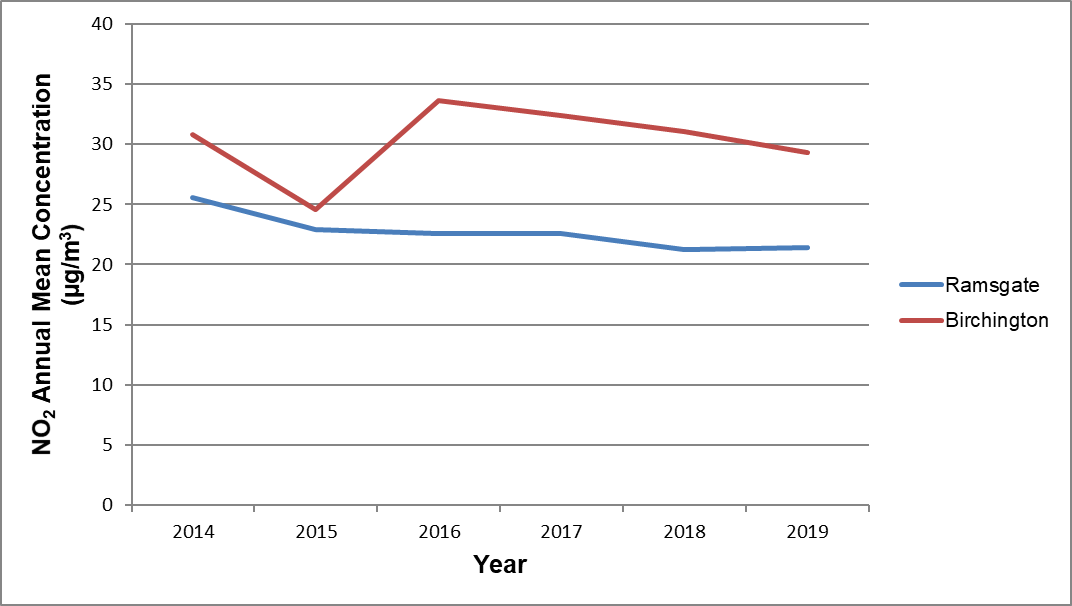 40
35
30
25
20
15
10
5
0
NO₂ Annual Mean Concentration
(µg/m³)
2014 2015 2016 2017 2018 2019
Year
Ramsgate
Birchington